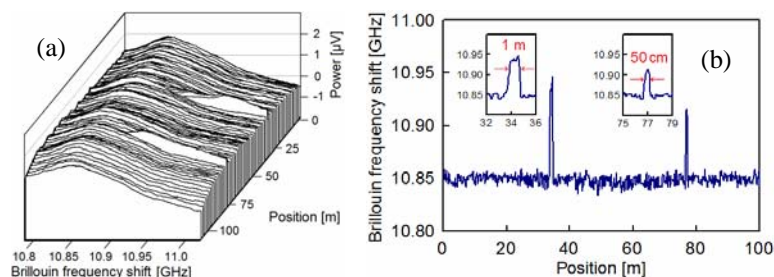 (a)
2
1
0
-1
Power [µV]
0
25
50
75
100
Position [m]
10.8 10.85 10.9 10.95 11.0
Brillouin frequency shift [GHz]
(b)
Brillouin frequency shift [GHz]
11.00
10.95
10.90
10.85
10.80
0 20 40 60 80 100
Position [m]
1 m
10.95
10.90
10.85
32 34 36
50 cm
10.95
10.90
10.85
75 77 79